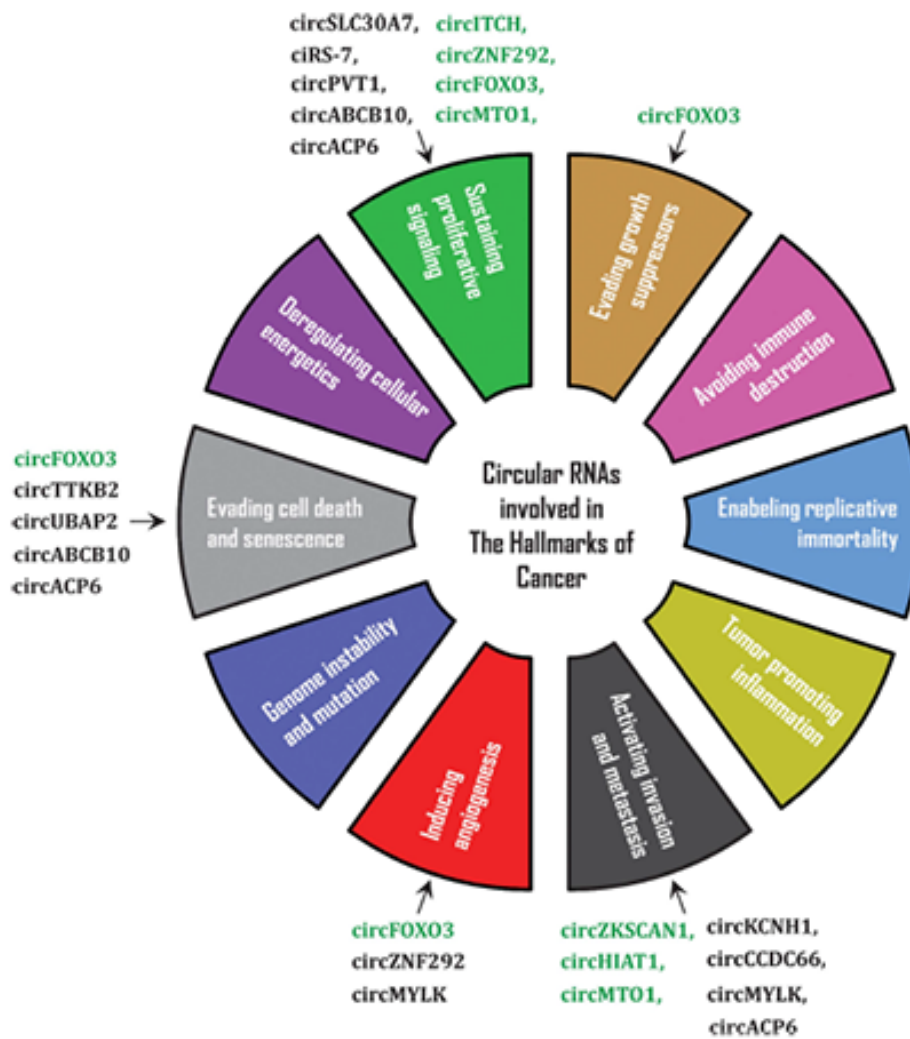 circSLC30A7,
ciRS-7,
circPVT1,
circABCB10,
circACP6
circITCH,
circZNF292,
circFOXO3,
circMTO1,
circFOXO3
Sustaining
proliferative
signaling
Evading growth
suppressors
Avoiding immune
destruction
Enabeling replicative
immortality
Tumor promoting
inflammation
Activating invasion
and metastasis
Inducing
angiogenesis
Genome instability
and mutation
Evading cell death
and senescence
Deregulating cellular
energetics
Circular RNAs
involved in
The Hallmarks of
Cancer
circFOXO3
circTTKB2
circUBAP2
circABCB10
circACP6
circFOXO3
circZNF292
circMYLK
circZKSCAN1,
circHIAT1,
circMTO1,
circKCNH1,
circCCDC66,
circMYLK,
circACP6